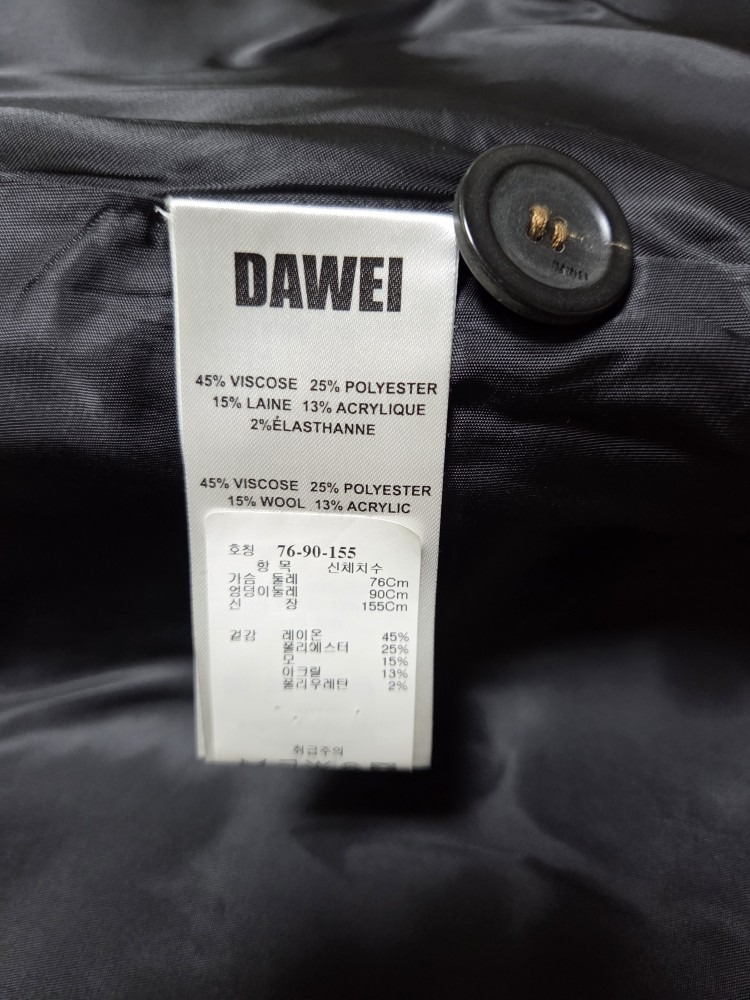 DAWEI
45% VISCOSE 25% POLYESTER
15% LAINE 13% ACRYLIQUE
2%ÉLASTHANNE
45% VISCOSE 25% POLYESTER
15% WOOL 13% ACRYLIC
호칭 76-90-155
항 목 신체치수
가슴 둘레 76Cm
엉덩이둘레 90Cm
신 장 155Cm
겉감 레이온 45%
폴리에스터 25%
모 15%
아크릴 13%
폴리우레탄 2%
취급주의